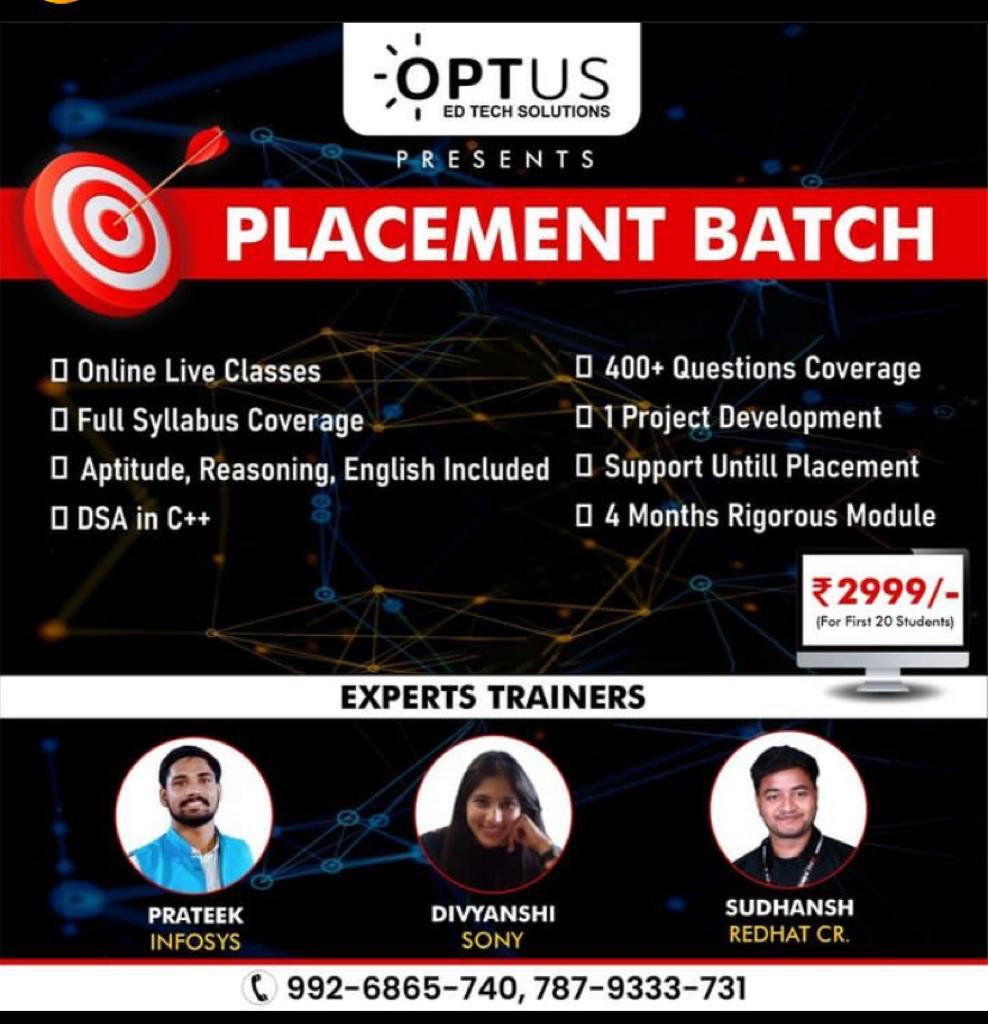 OPTUS
ED TECH SOLUTIONS
PRESENTS
PLACEMENT BATCH
Online Live Classes
Full Syllabus Coverage
Aptitude, Reasoning, English Included
DSA in C++
400+ Questions Coverage
1 Project Development
Support Untill Placement
4 Months Rigorous Module
₹2999/-
(For First 20 Students)
EXPERTS TRAINERS
PRATEEK
INFOSYS
DIVYANSHI
SONY
SUDHANSH
REDHAT CR.
992-6865-740, 787-9333-731